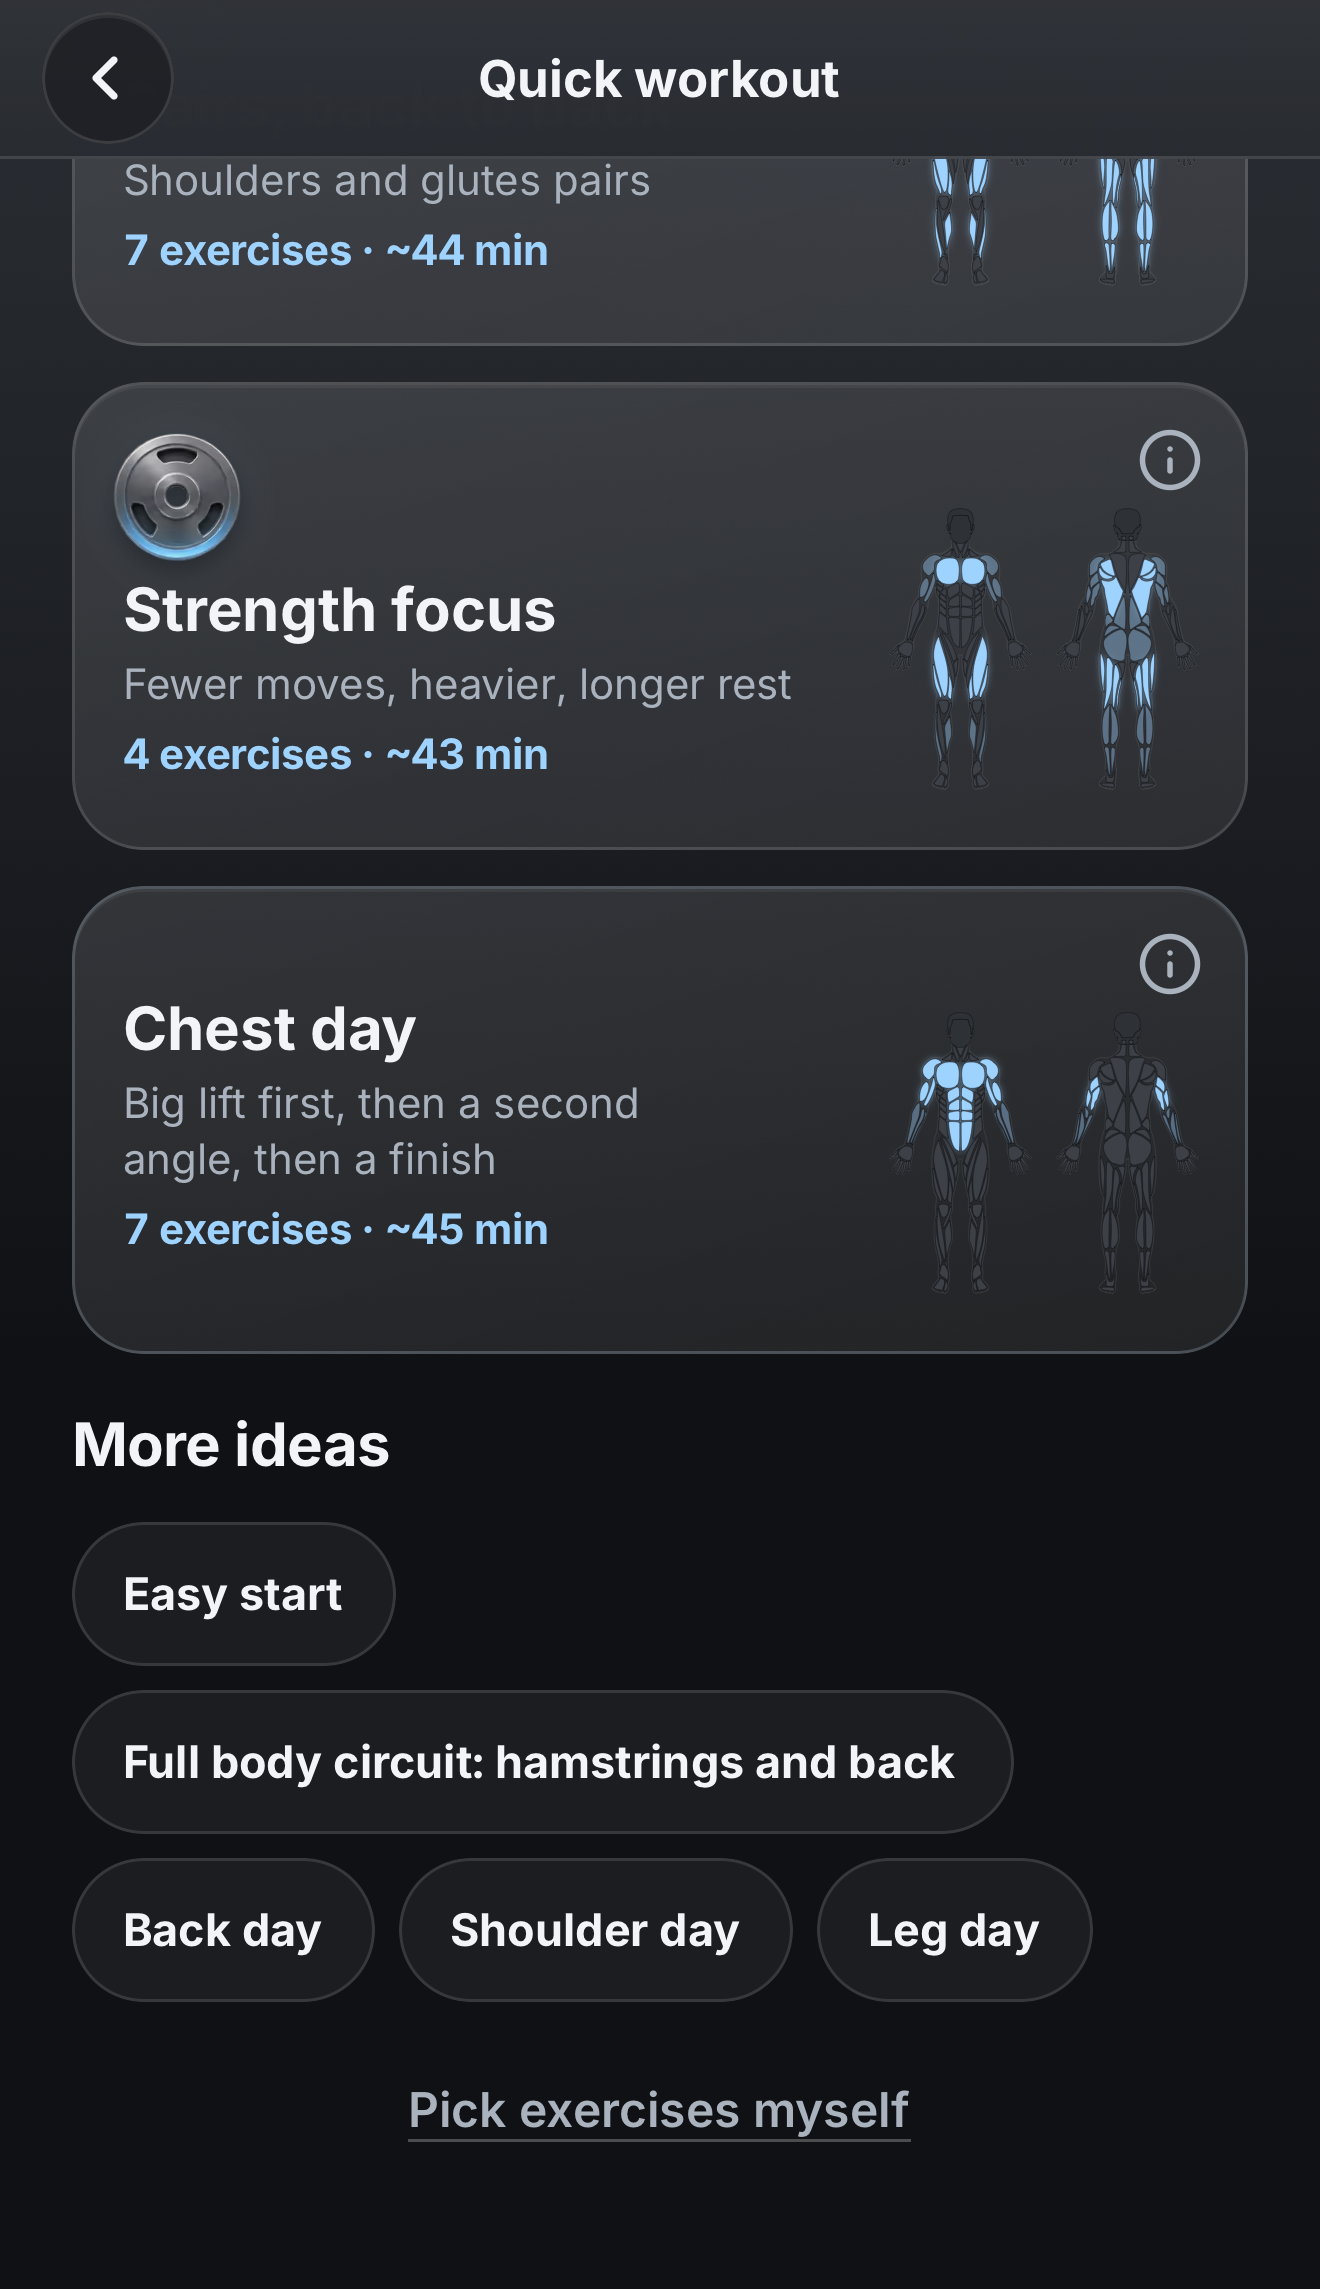 Quick workout
Shoulders and glutes pairs
7 exercises · ~44 min
Strength focus
Fewer moves, heavier, longer rest
4 exercises · ~43 min
Chest day
Big lift first, then a second
angle, then a finish
7 exercises · ~45 min
More ideas
Easy start
Full body circuit: hamstrings and back
Back day
Shoulder day
Leg day
Pick exercises myself